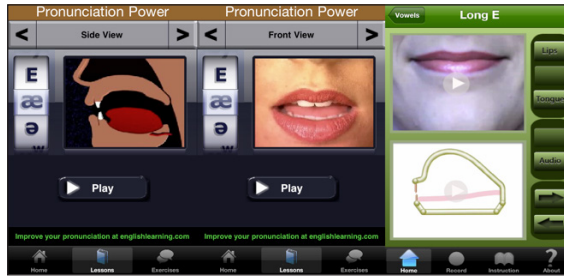 Pronunciation Power
< Side View >
E
æ
ə
Play
Improve your pronunciation at englishlearning.com
Home Lessons Exercises
Pronunciation Power
< Front View >
E
æ
ə
Play
Improve your pronunciation at englishlearning.com
Home Lessons Exercises
Vowels Long E
Lips
Tongue
Audio
Home Record Instruction About